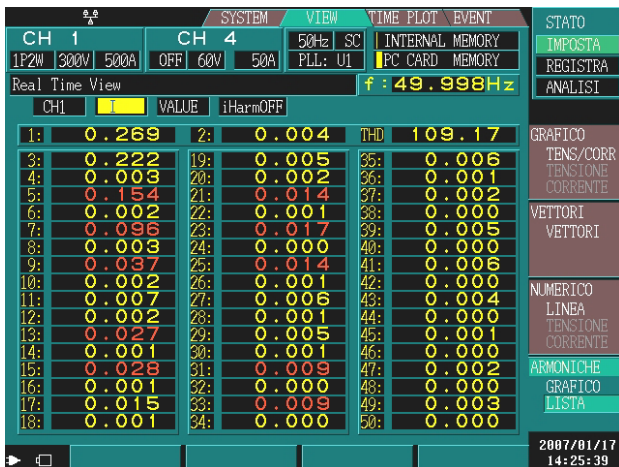 SYSTEM VIEW TIME PLOT EVENT STATO
CH 1 CH 4 50Hz SC INTERNAL MEMORY IMPOSTA
1P2W 300V 500A OFF 60V 50A PLL: U1 PC CARD MEMORY REGISTRA
Real Time View f:49.998Hz ANALISI
CH1 I VALUE iHarmOFF
1: 0.269 2: 0.004 THD 109.17 GRAFICO
3: 0.222 19: 0.005 35: 0.006 TENS/CORR
4: 0.003 20: 0.002 36: 0.001 TENSIONE
5: 0.154 21: 0.014 37: 0.002 CORRENTE
6: 0.002 22: 0.001 38: 0.000 VETTORI
7: 0.096 23: 0.017 39: 0.005 VETTORI
8: 0.003 24: 0.000 40: 0.000
9: 0.037 25: 0.014 41: 0.006
10: 0.002 26: 0.001 42: 0.000 NUMERICO
11: 0.007 27: 0.006 43: 0.004 LINEA
12: 0.002 28: 0.001 44: 0.000 TENSIONE
13: 0.027 29: 0.005 45: 0.001 CORRENTE
14: 0.001 30: 0.001 46: 0.000
15: 0.028 31: 0.009 47: 0.002 ARMONICHE
16: 0.001 32: 0.000 48: 0.000 GRAFICO
17: 0.015 33: 0.009 49: 0.003 LISTA
18: 0.001 34: 0.000 50: 0.000
2007/01/17
14:25:39